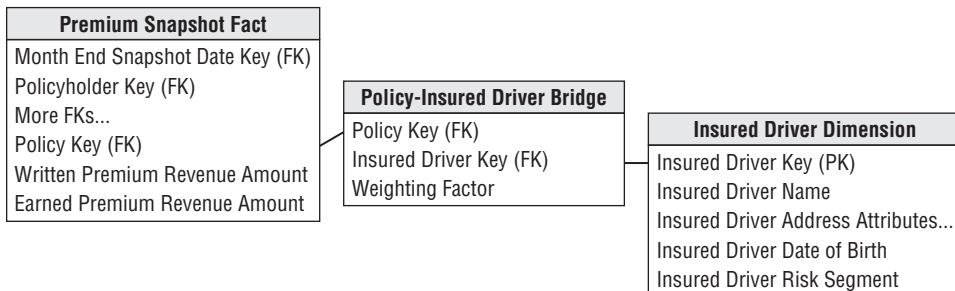 Premium Snapshot Fact
Month End Snapshot Date Key (FK)
Policyholder Key (FK)
More FKs...
Policy Key (FK)
Written Premium Revenue Amount
Earned Premium Revenue Amount
Policy-Insured Driver Bridge
Policy Key (FK)
Insured Driver Key (FK)
Weighting Factor
Insured Driver Dimension
Insured Driver Key (PK)
Insured Driver Name
Insured Driver Address Attributes...
Insured Driver Date of Birth
Insured Driver Risk Segment